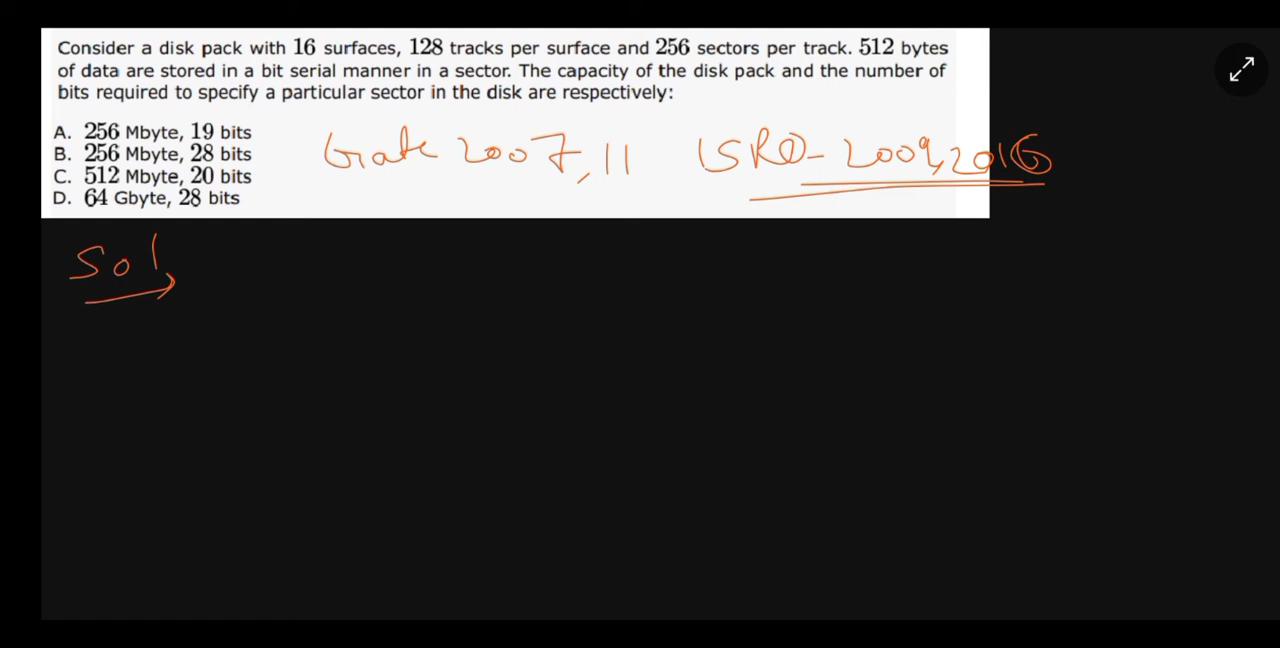 Consider a disk pack with 16 surfaces, 128 tracks per surface and 256 sectors per track. 512 bytes
of data are stored in a bit serial manner in a sector. The capacity of the disk pack and the number of
bits required to specify a particular sector in the disk are respectively:
A. 256 Mbyte, 19 bits
B. 256 Mbyte, 28 bits
C. 512 Mbyte, 20 bits
D. 64 Gbyte, 28 bits
Gate 2007, 11 ISRO- 2009, 2016
Sol